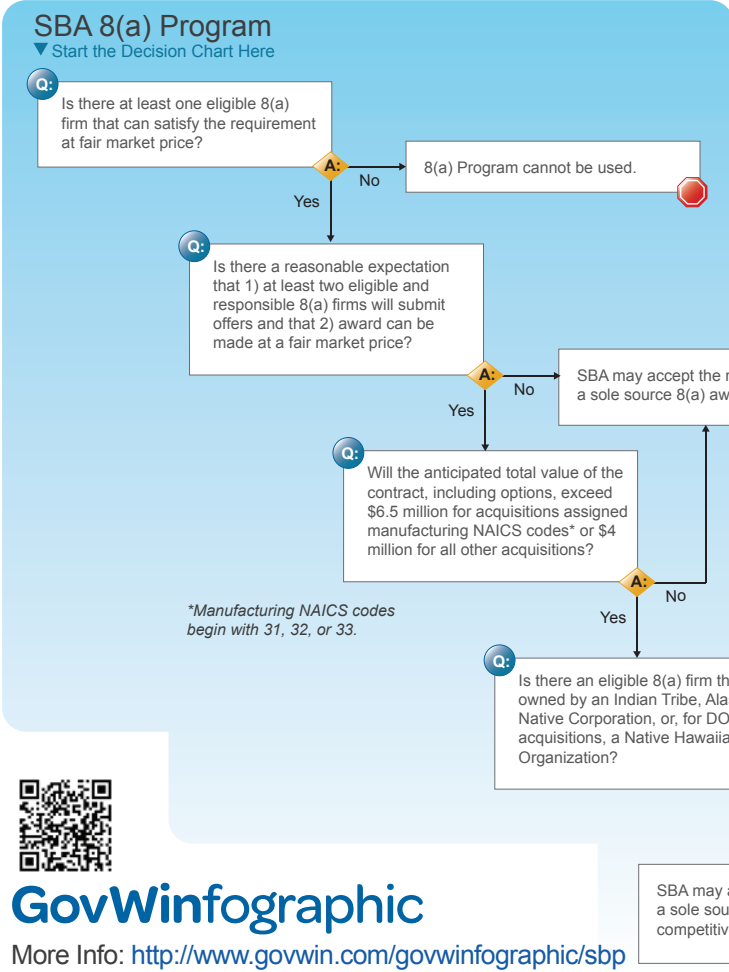 SBA 8(a) Program
Start the Decision Chart Here
Q:
Is there at least one eligible 8(a)
firm that can satisfy the requirement
at fair market price?
A:
No
8(a) Program cannot be used.
Yes
Q:
Is there a reasonable expectation
that 1) at least two eligible and
responsible 8(a) firms will submit
offers and that 2) award can be
made at a fair market price?
A:
No
SBA may accept the
a sole source 8(a)
Yes
Q:
Will the anticipated total value of the
contract, including options, exceed
$6.5 million for acquisitions assigned
manufacturing NAICS codes* or $4
million for all other acquisitions?
A:
No
Yes
*Manufacturing NAICS codes
begin with 31, 32, or 33.
Q:
Is there an eligible 8(a) firm
owned by an Indian Tribe,
Native Corporation, or, for
acquisitions, a Native
Organization?
SBA may
a sole
GovWinfographic
More Info: http://www.govwin.com/govwinfographic/sbp